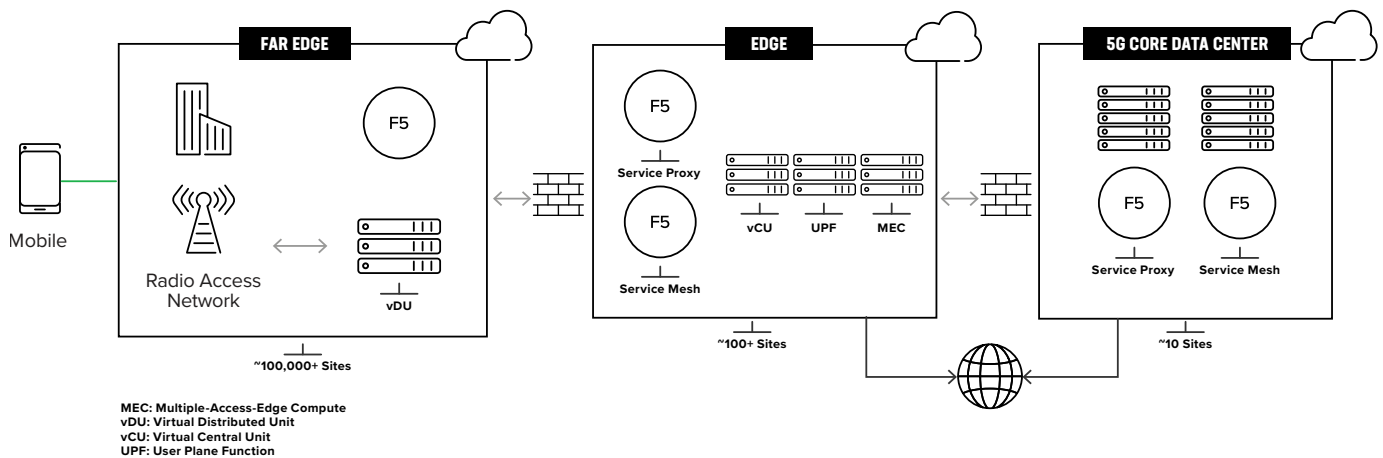 FAR EDGE
F5
Mobile
Radio Access
Network
vDU
~100,000+ Sites
EDGE
F5
Service Proxy
F5
Service Mesh
vCU
UPF
MEC
~100+ Sites
5G CORE DATA CENTER
F5
F5
Service Proxy
Service Mesh
~10 Sites
MEC: Multiple-Access-Edge Compute
vDU: Virtual Distributed Unit
vCU: Virtual Central Unit
UPF: User Plane Function